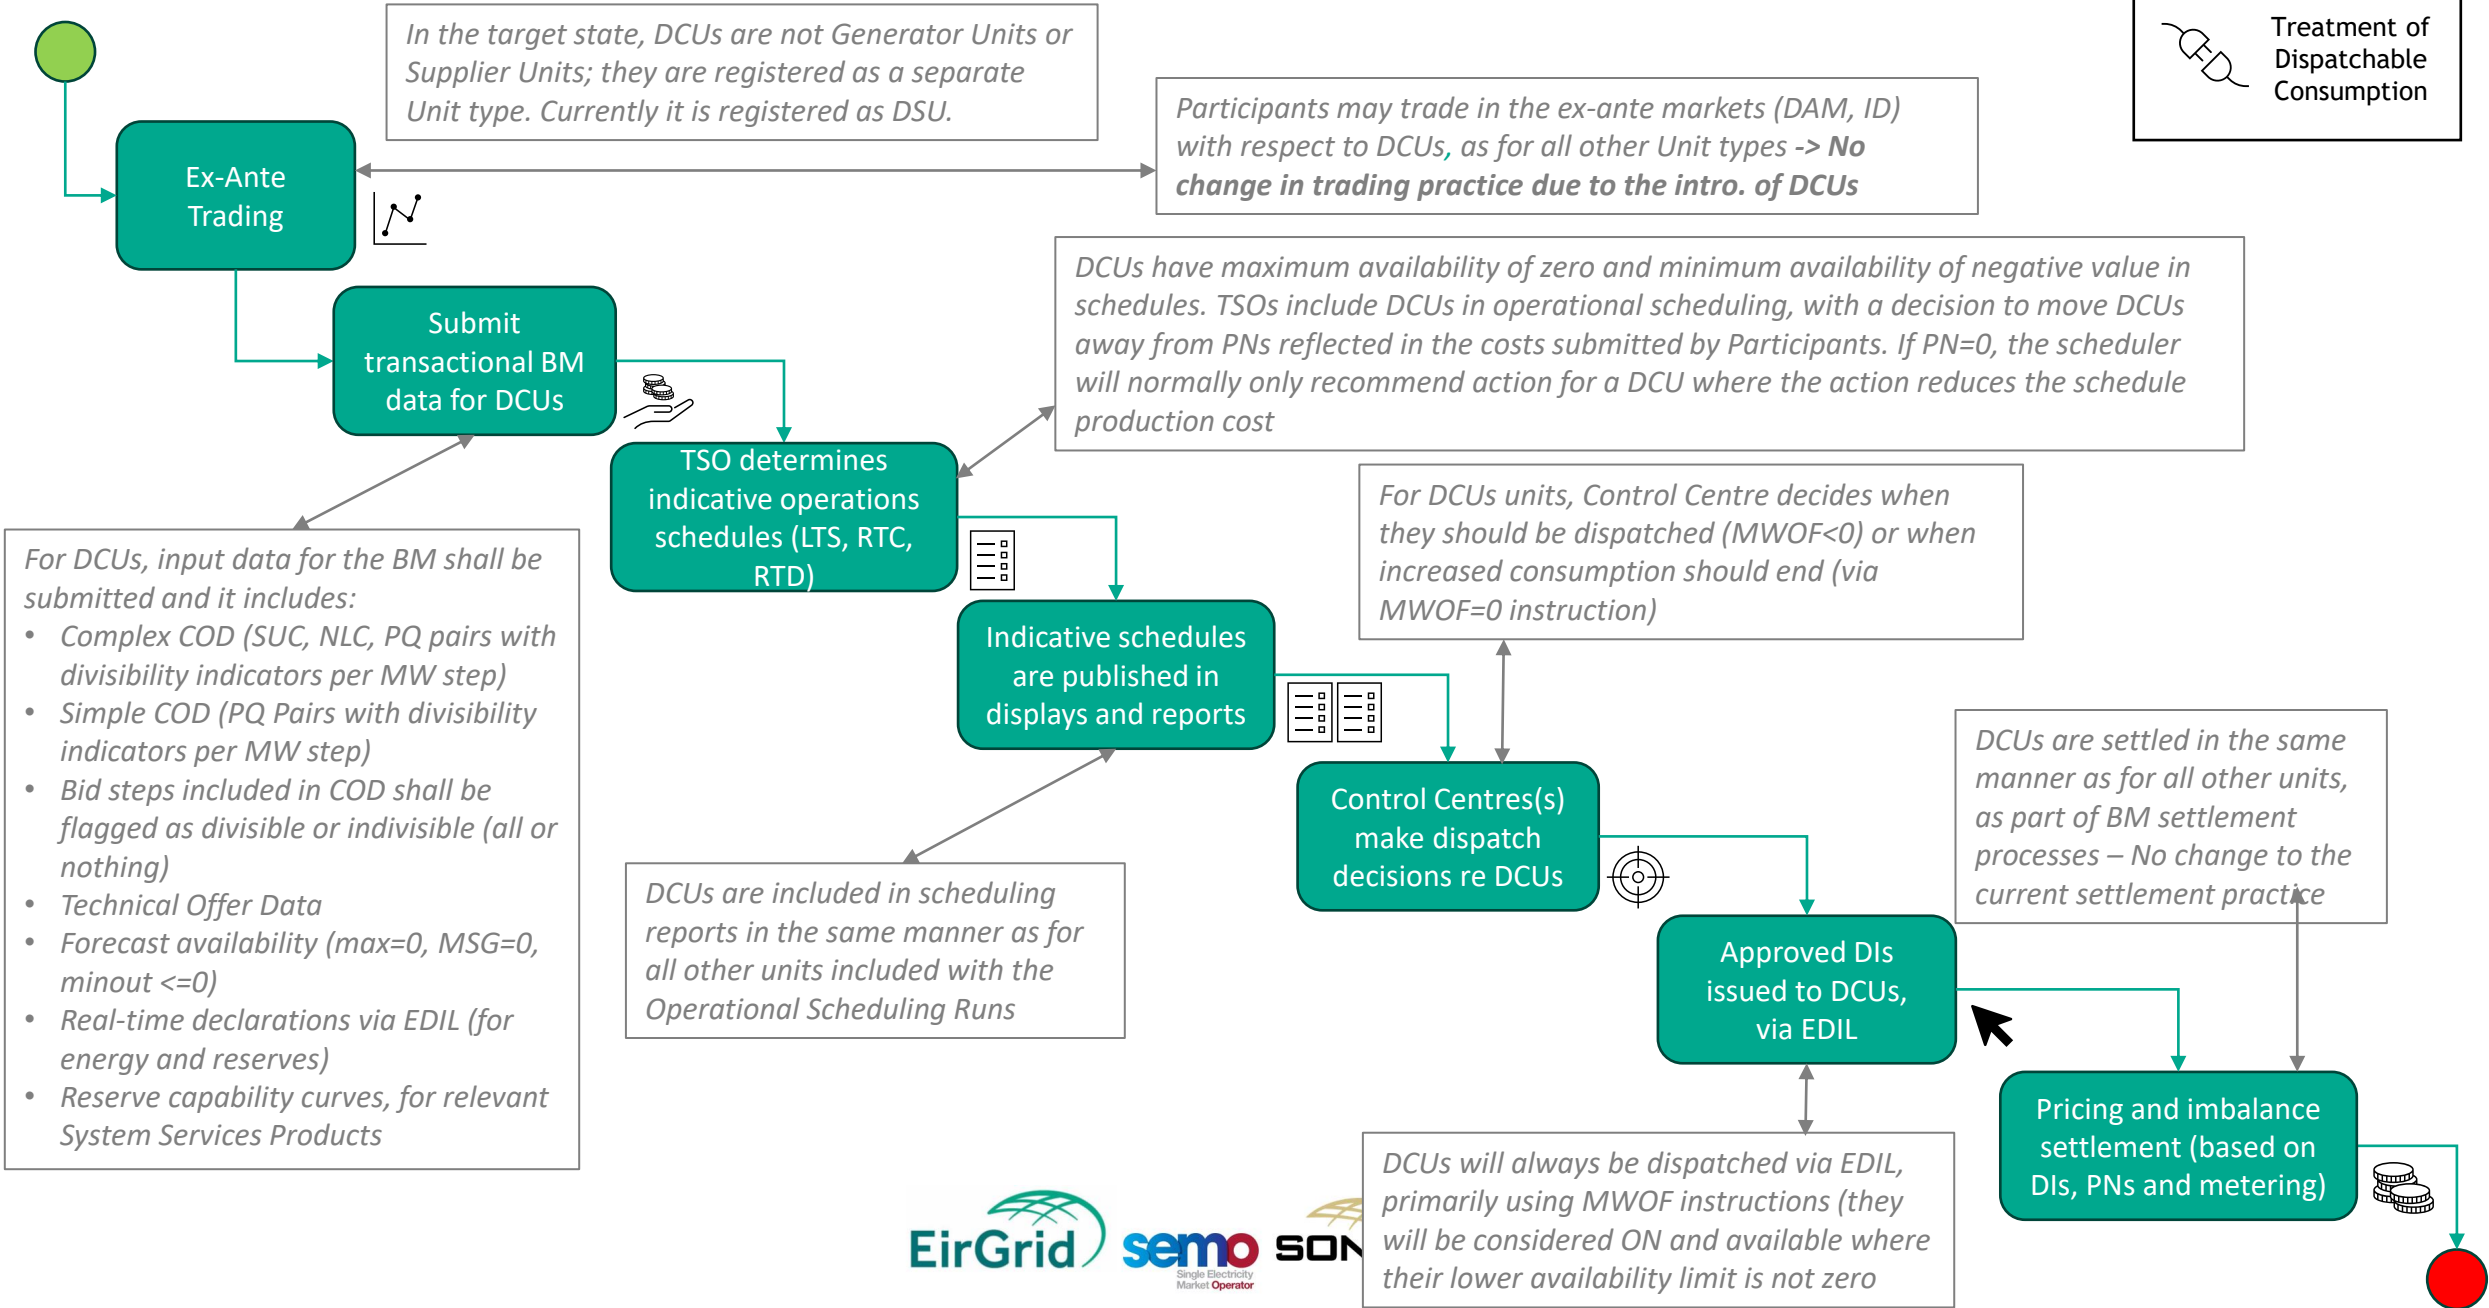 In the target state, DCUs are not Generator Units or
Supplier Units; they are registered as a separate
Unit type. Currently it is registered as DSU.
Treatment of
Dispatchable
Consumption
Participants may trade in the ex-ante markets (DAM, ID)
with respect to DCUs, as for all other Unit types -> No
change in trading practice due to the intro. of DCUs
Ex-Ante
Trading
DCUs have maximum availability of zero and minimum availability of negative value in
schedules. TSOs include DCUs in operational scheduling, with a decision to move DCUs
away from PNs reflected in the costs submitted by Participants. If PN=0, the scheduler
will normally only recommend action for a DCU where the action reduces the schedule
production cost
Submit
transactional BM
data for DCUs
TSO determines
indicative operations
schedules (LTS, RTC,
RTD)
For DCUs units, Control Centre decides when
they should be dispatched (MWOF<0) or when
increased consumption should end (via
MWOF=0 instruction)
For DCUs, input data for the BM shall be
submitted and it includes:
• Complex COD (SUC, NLC, PQ pairs with
divisibility indicators per MW step)
• Simple COD (PQ Pairs with divisibility
indicators per MW step)
• Bid steps included in COD shall be
flagged as divisible or indivisible (all or
nothing)
• Technical Offer Data
• Forecast availability (max=0, MSG=0,
minout <=0)
• Real-time declarations via EDIL (for
energy and reserves)
• Reserve capability curves, for relevant
System Services Products
Indicative schedules
are published in
displays and reports
DCUs are included in scheduling
reports in the same manner as for
all other units included with the
Operational Scheduling Runs
Control Centres(s)
make dispatch
decisions re DCUs
DCUs are settled in the same
manner as for all other units,
as part of BM settlement
processes – No change to the
current settlement practice
Approved DIs
issued to DCUs,
via EDIL
Pricing and imbalance
settlement (based on
DIs, PNs and metering)
DCUs will always be dispatched via EDIL,
primarily using MWOF instructions (they
will be considered ON and available where
their lower availability limit is not zero
EirGrid
semo
Single Electricity
Market Operator